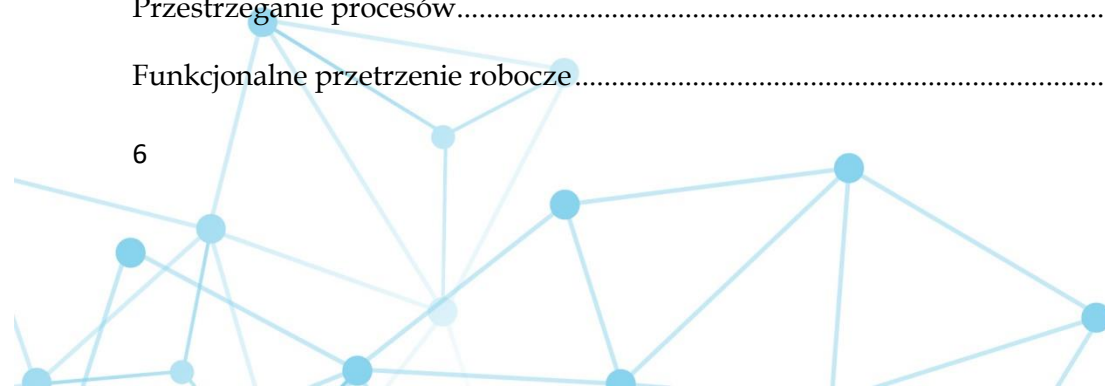 Przestrzeganie procesów................................................................................................
Funkcjonalne przetrzenie robocze..............................................................................
6